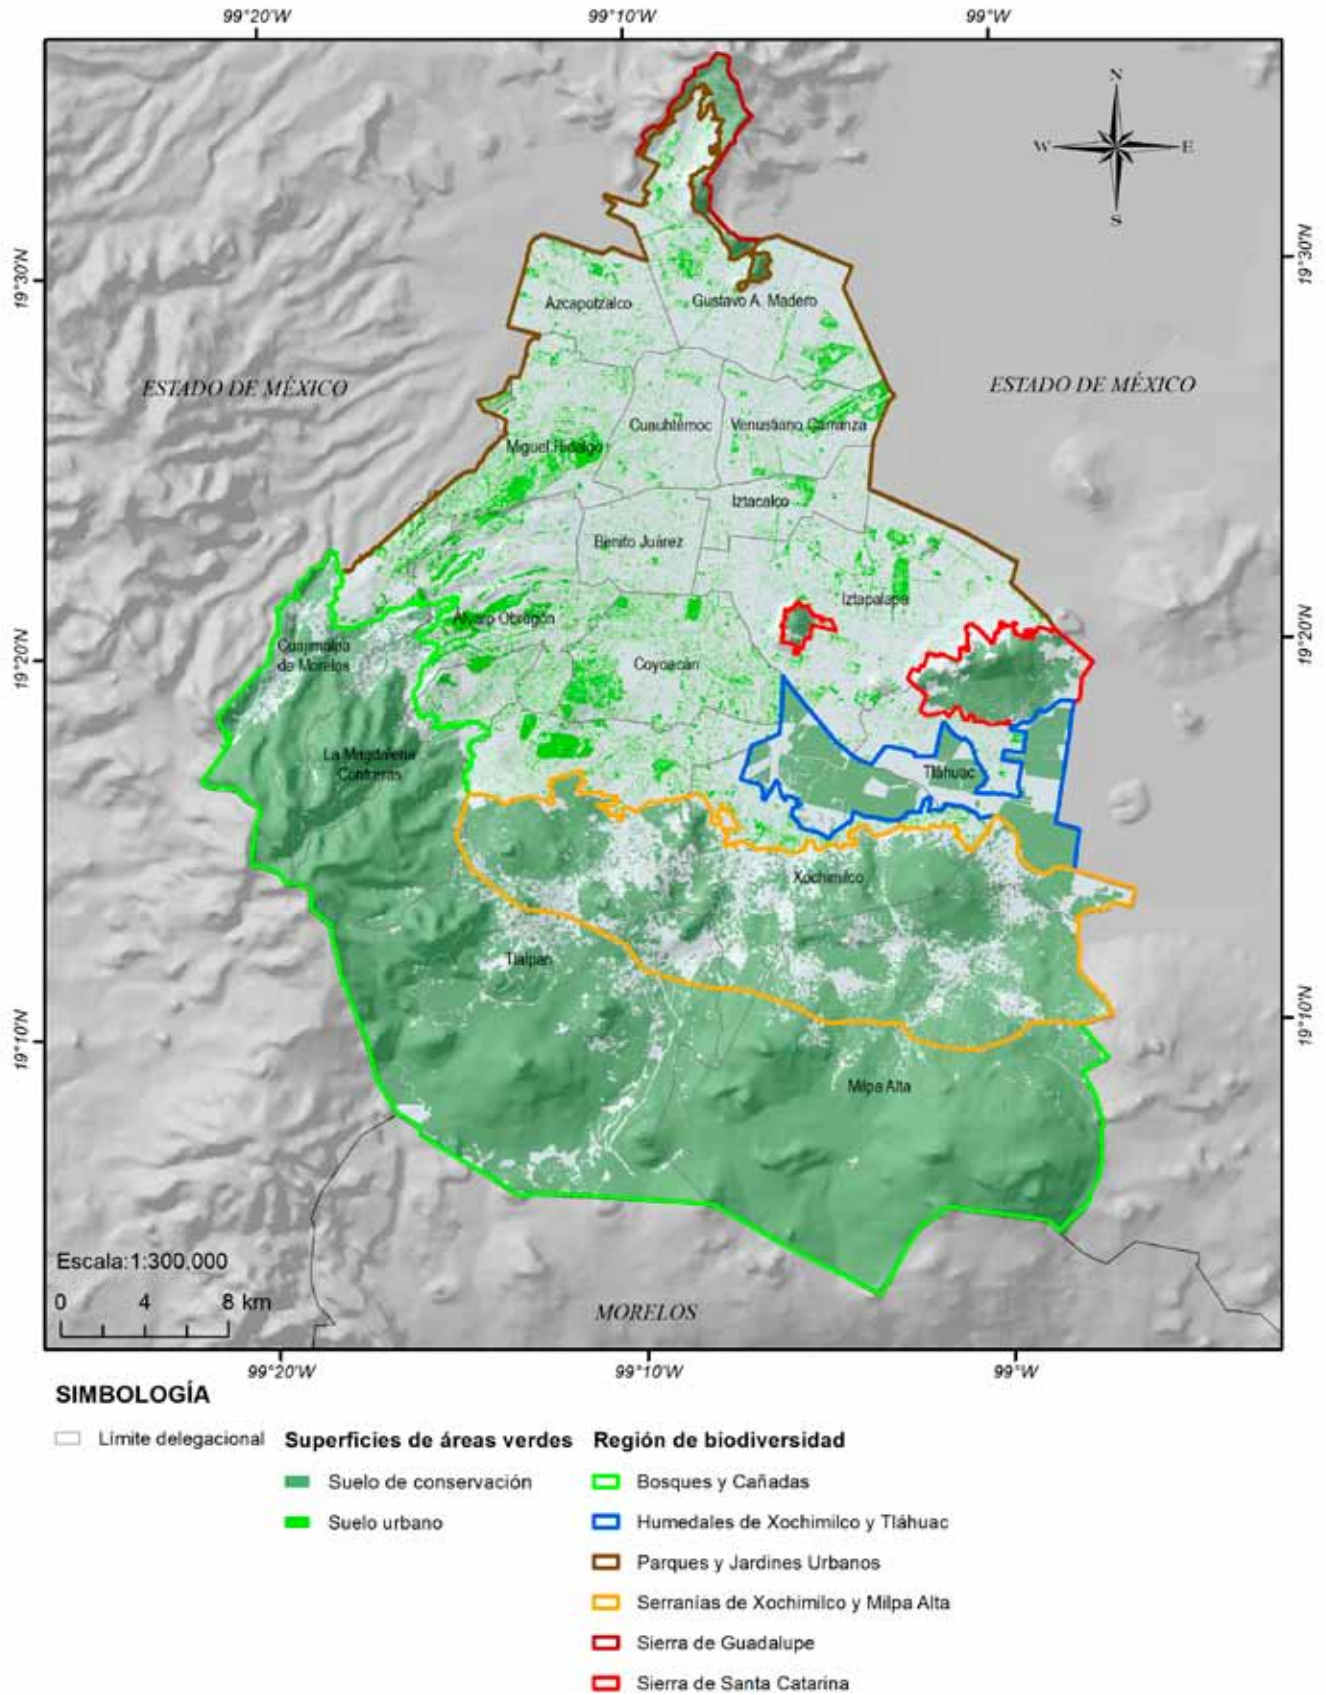 99°20'W 99°10'W 99°W
N
W E
S
19°30'N 19°30'N
Azcapotzalco Gustavo A. Madero
ESTADO DE MÉXICO ESTADO DE MÉXICO
Cuauhtémoc Venustiano Carranza
Miguel Hidalgo
Iztacalco
Benito Juárez
Iztapalapa
Álvaro Obregón
19°20'N 19°20'N
Cuajimalpa
de Morelos
Coyoacán
La Magdalena
Contreras
Tláhuac
Xochimilco
Tlalpan
19°10'N 19°10'N
Milpa Alta
Escala:1:300,000
0 4 8 km
MORELOS
99°20'W 99°10'W 99°W
SIMBOLOGÍA
Límite delegacional
Superficies de áreas verdes
Suelo de conservación
Suelo urbano
Región de biodiversidad
Bosques y Cañadas
Humedales de Xochimilco y Tláhuac
Parques y Jardines Urbanos
Serranías de Xochimilco y Milpa Alta
Sierra de Guadalupe
Sierra de Santa Catarina